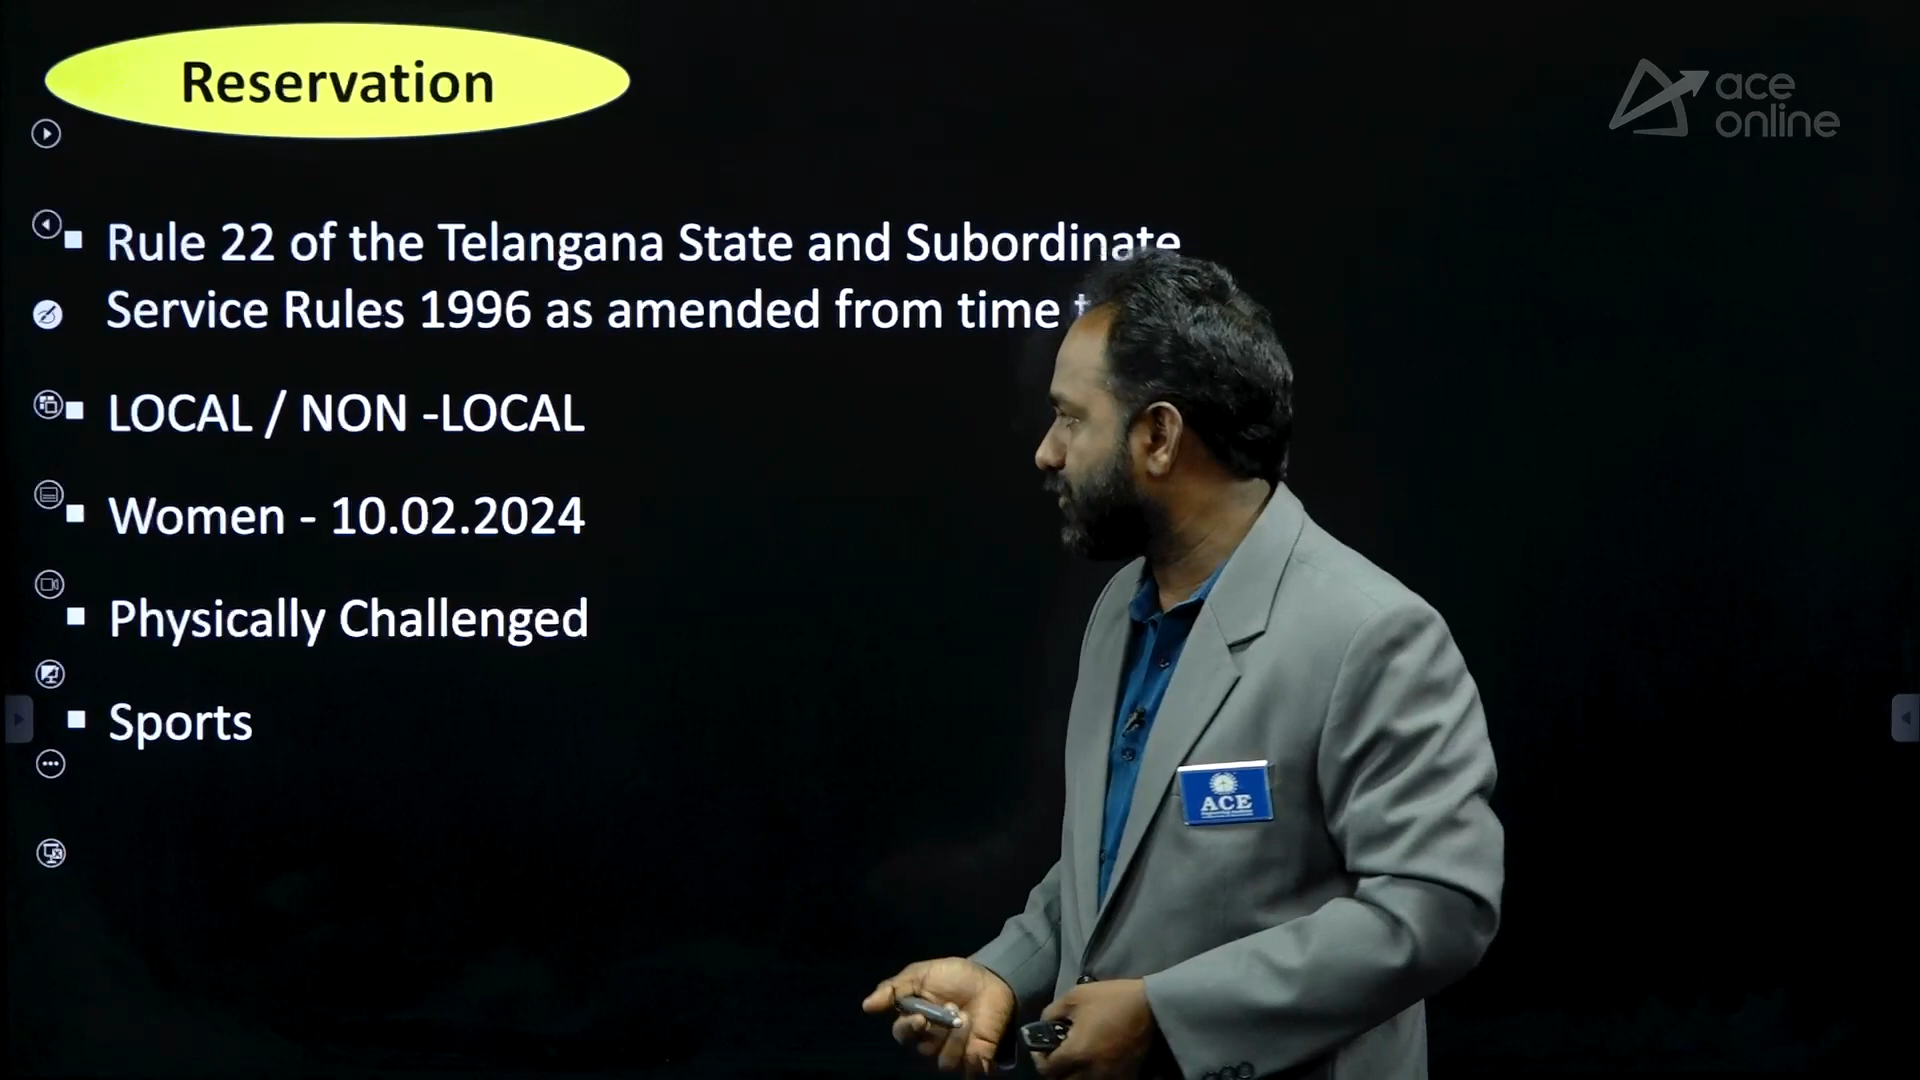 Reservation
ace
online
Rule 22 of the Telangana State and Subordinate
Service Rules 1996 as amended from time
LOCAL / NON -LOCAL
Women - 10.02.2024
Physically Challenged
Sports
ACE